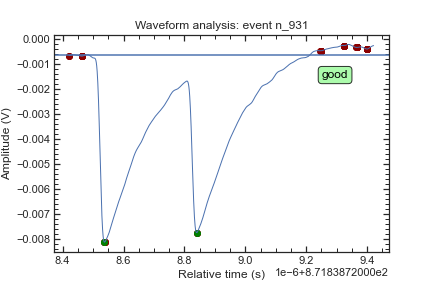 Waveform analysis: event n_931
Amplitude (V)
0.000
−0.001
−0.002
−0.003
−0.004
−0.005
−0.006
−0.007
−0.008
good
8.4 8.6 8.8 9.0 9.2 9.4
Relative time (s) 1e−6+8.7183872000e2